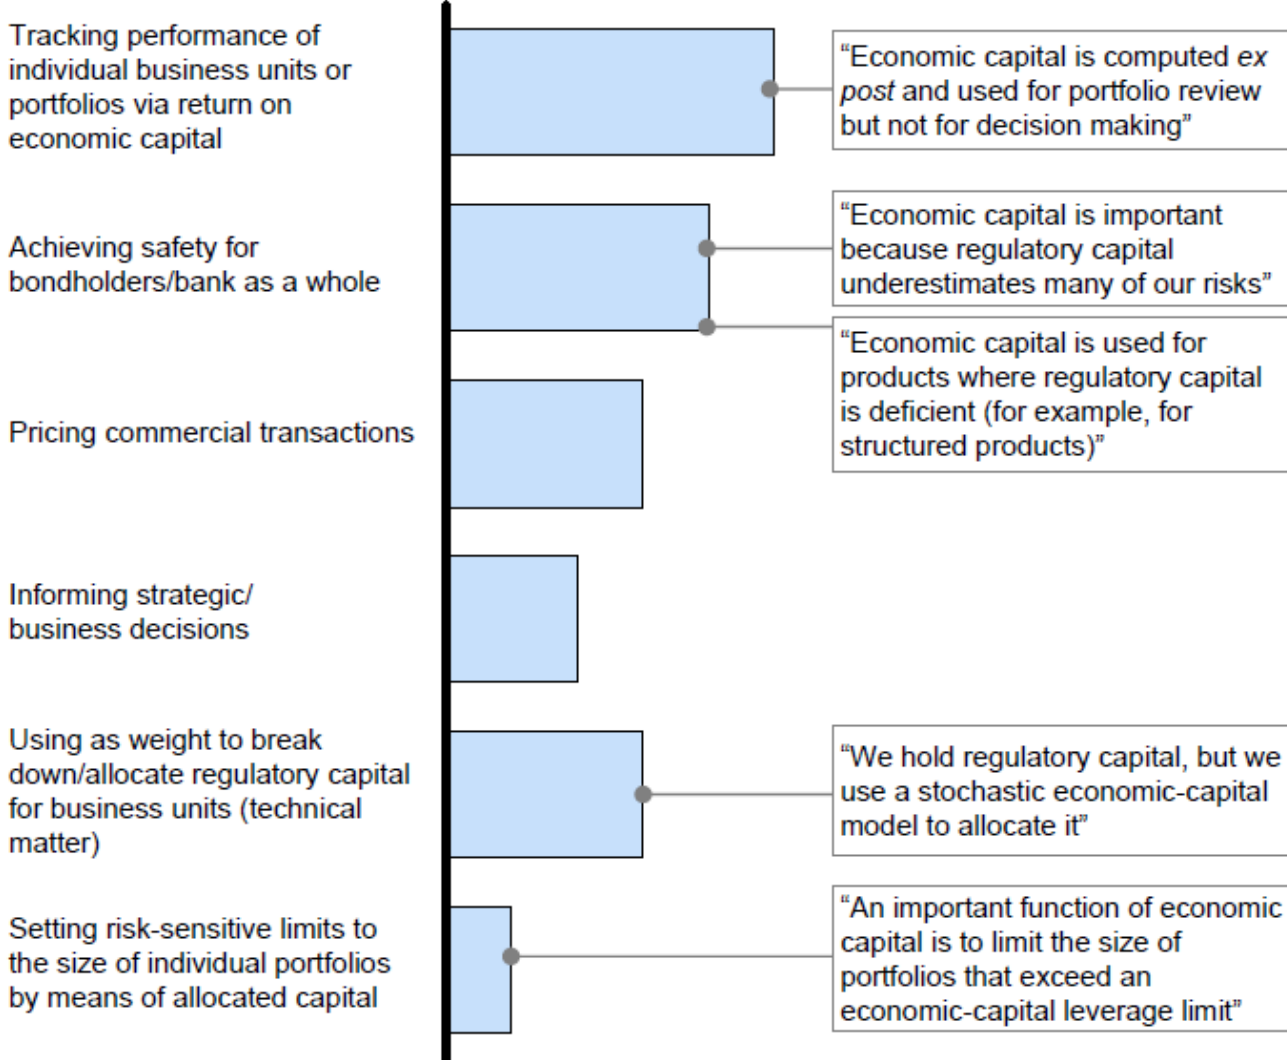 Tracking performance of
individual business units or
portfolios via return on
economic capital
“Economic capital is computed ex
post and used for portfolio review
but not for decision making”
Achieving safety for
bondholders/bank as a whole
“Economic capital is important
because regulatory capital
underestimates many of our risks”
“Economic capital is used for
products where regulatory capital
is deficient (for example, for
structured products)”
Pricing commercial transactions
Informing strategic/
business decisions
Using as weight to break
down/allocate regulatory capital
for business units (technical
matter)
“We hold regulatory capital, but we
use a stochastic economic-capital
model to allocate it”
Setting risk-sensitive limits to
the size of individual portfolios
by means of allocated capital
“An important function of economic
capital is to limit the size of
portfolios that exceed an
economic-capital leverage limit”